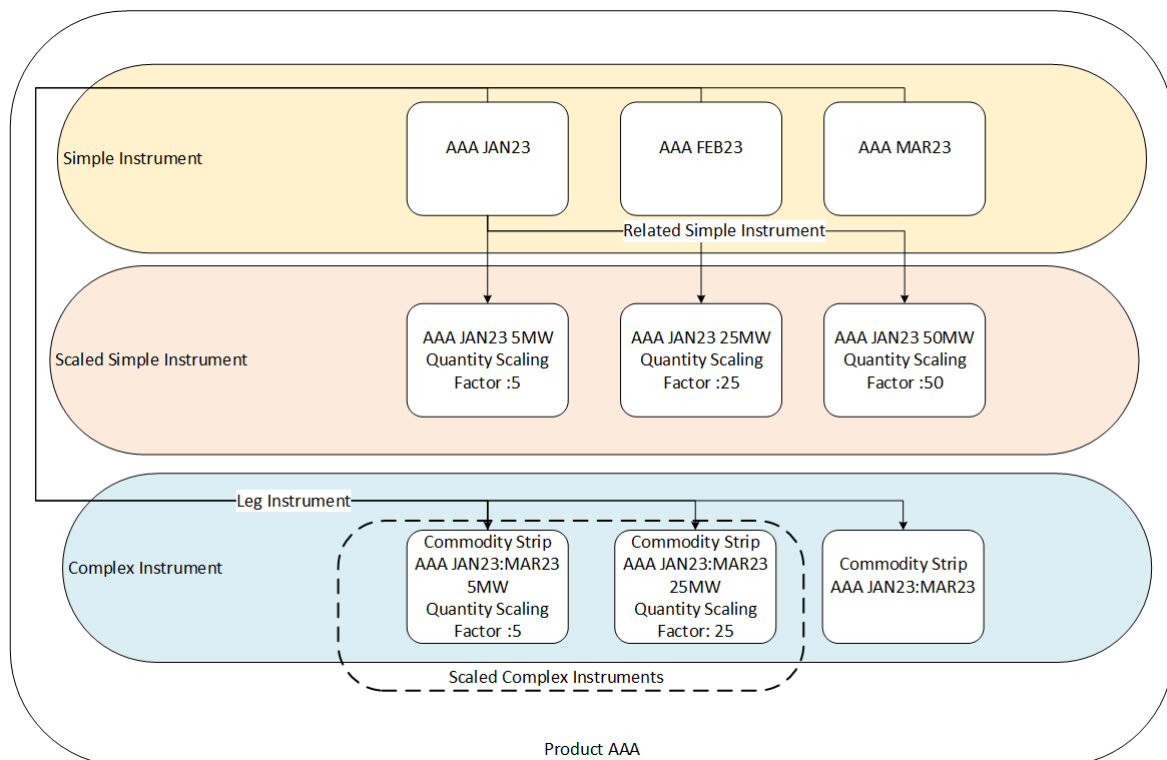 Simple Instrument
AAA JAN23
AAA FEB23
AAA MAR23
Related Simple Instrument
Scaled Simple Instrument
AAA JAN23 5MW
Quantity Scaling
Factor :5
AAA JAN23 25MW
Quantity Scaling
Factor :25
AAA JAN23 50MW
Quantity Scaling
Factor :50
Leg Instrument
Complex Instrument
Commodity Strip
AAA JAN23:MAR23
5MW
Quantity Scaling
Factor :5
Commodity Strip
AAA JAN23:MAR23
25MW
Quantity Scaling
Factor: 25
Commodity Strip
AAA JAN23:MAR23
Scaled Complex Instruments
Product AAA